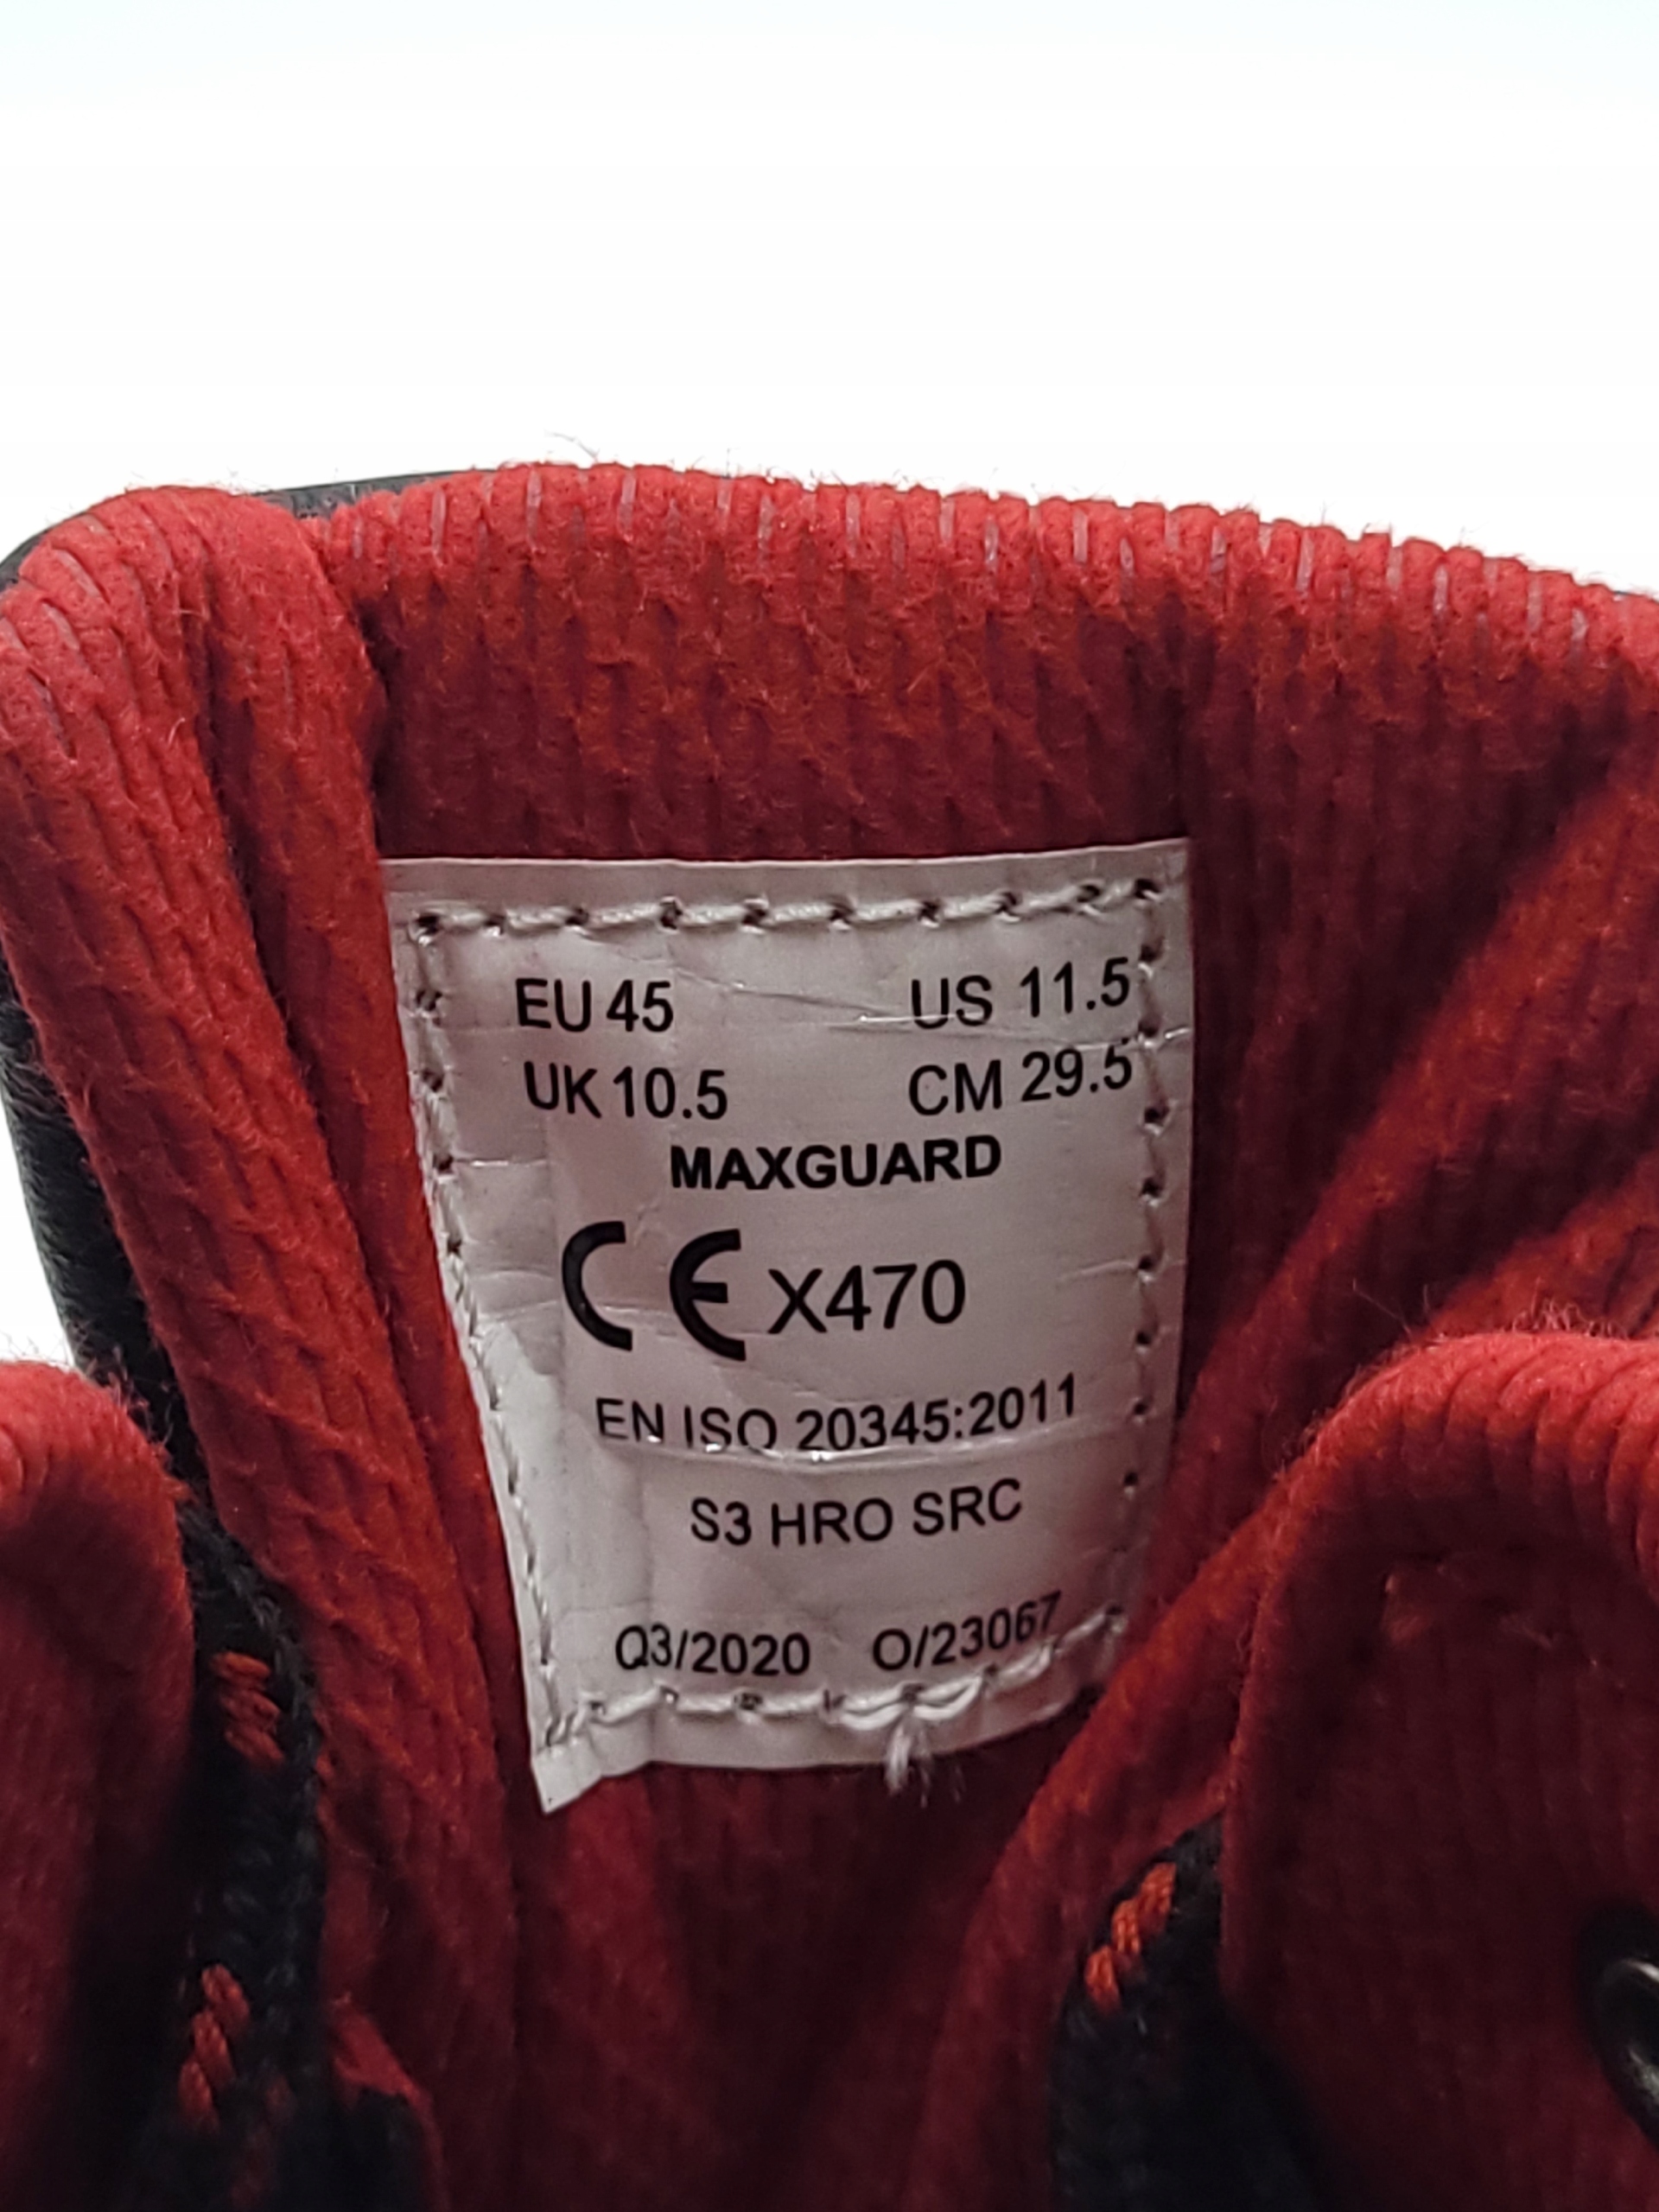 EU 45 US 11.5
UK 10.5 CM 29.5
MAXGUARD
CE X470
EN ISO 20345:2011
S3 HRO SRC
Q3/2020 O/23067